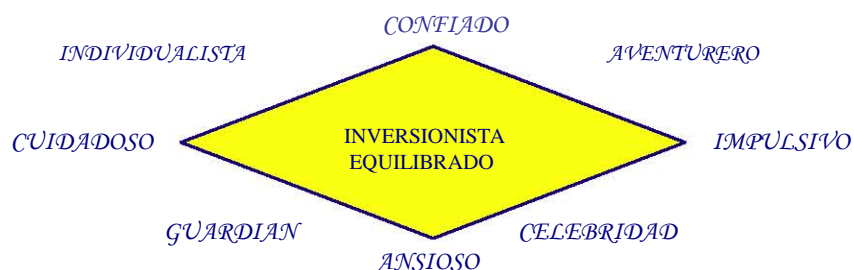 CONFIADO
INDIVIDUALISTA
AVENTURERO
CUIDADOSO
INVERSIONISTA
EQUILIBRADO
IMPULSIVO
GUARDIAN
CELEBRIDAD
ANSIOSO